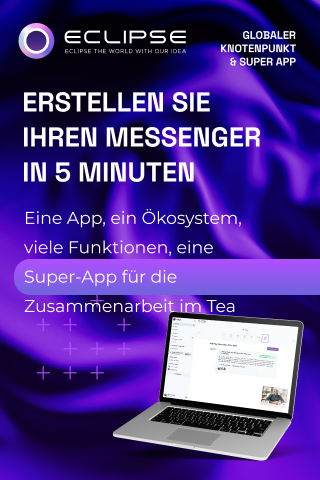 ECLIPSE
ECLIPSE THE WORLD WITH OUR IDEA
GLOBALER
KNOTENPUNKT
& SUPER APP
ERSTELLEN SIE
IHREN MESSENGER
IN 5 MINUTEN
Eine App, ein Ökosystem,
viele Funktionen, eine
Super-App für die
Zusammenarbeit im Tea